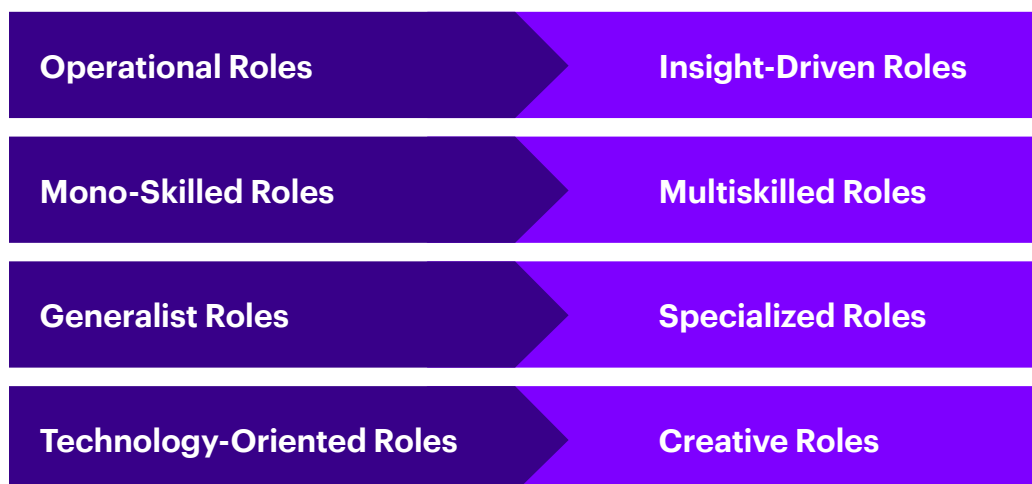 Operational Roles
Insight-Driven Roles
Mono-Skilled Roles
Multiskilled Roles
Generalist Roles
Specialized Roles
Technology-Oriented Roles
Creative Roles